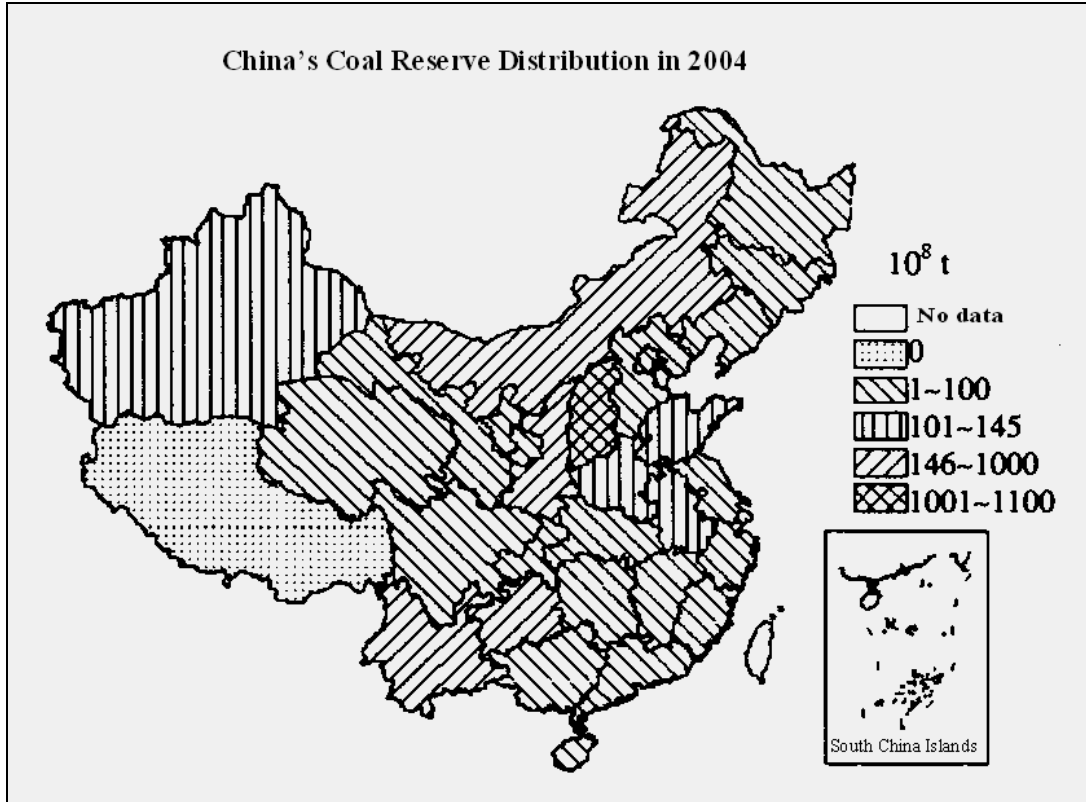 China's Coal Reserve Distribution in 2004
10⁸ t
No data
0
1~100
101~145
146~1000
1001~1100
South China Islands